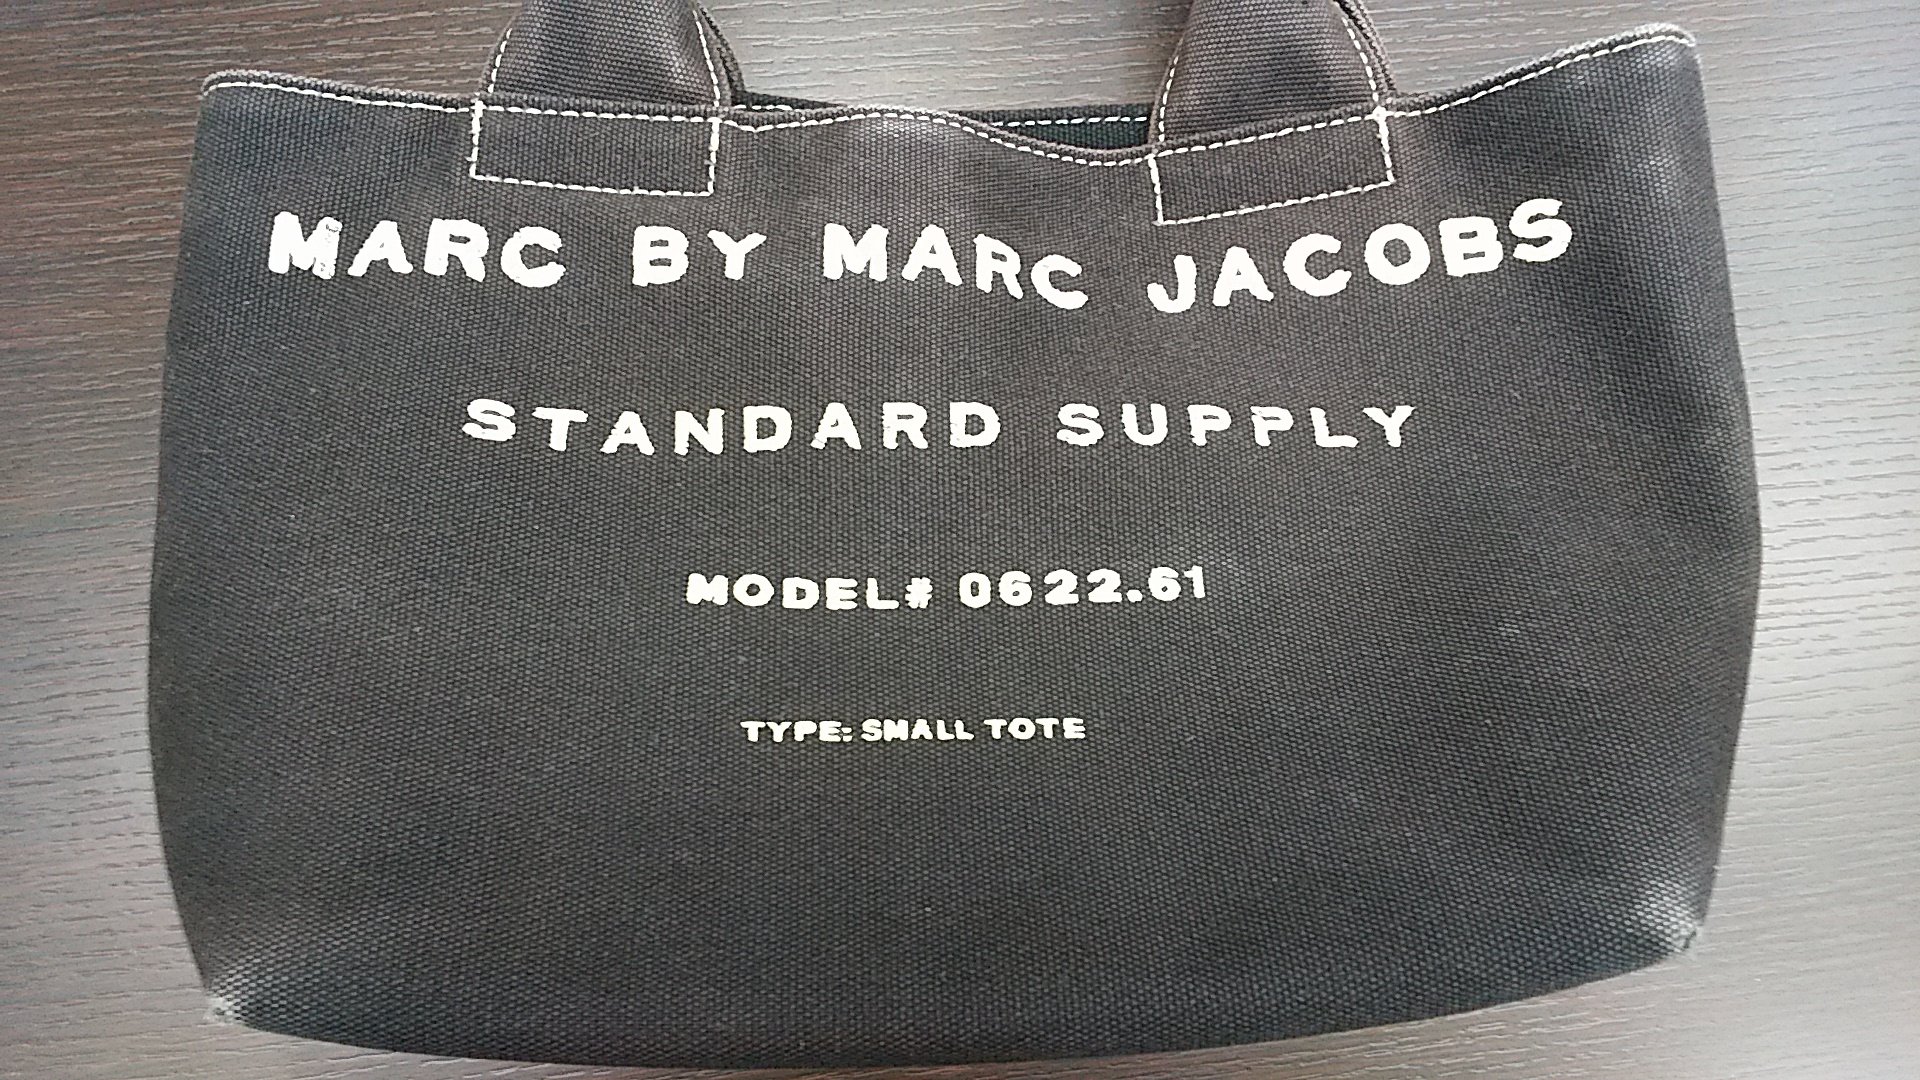 MARC BY MARC JACOBS
STANDARD SUPPLY
MODEL# 0622.61
TYPE: SMALL TOTE